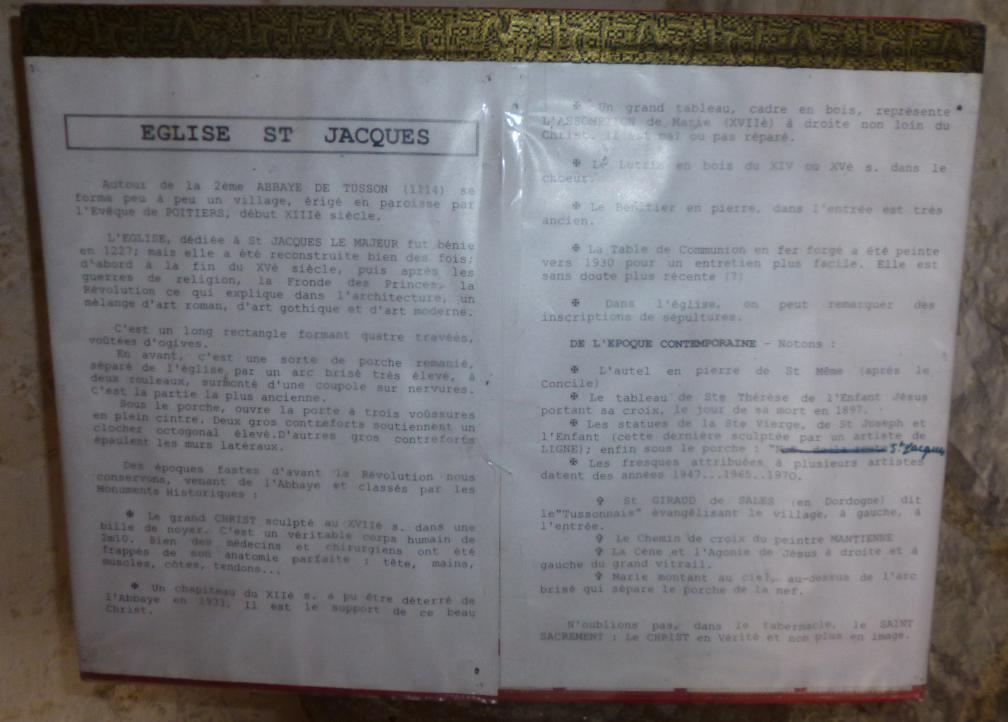 EGLISE ST JACQUES
Autour de la 2ème ABBAYE DE TUSSON (1114) se
forma peu à peu un village, érigé en paroisse par
l'Evêque de POITIERS, début XIIIè siècle.
L'EGLISE, dédiée à St JACQUES LE MAJEUR fut bénie
en 1227; mais elle a été reconstruite bien des fois;
d'abord à la fin du XVè siècle, puis après les
guerres de religion, la Fronde des Princes, la
Révolution ce qui explique dans l'architecture, un
mélange d'art roman, d'art gothique et d'art moderne.
C'est un long rectangle formant quatre travées,
voûtées d'ogives.
En avant, c'est une sorte de porche remanié,
séparé de l'église par un arc brisé très élevé, à
deux rouleaux, surmonté d'une coupole sur nervures.
C'est la partie la plus ancienne.
Sous le porche, ouvre la porte à trois voûssures
en plein cintre. Deux gros contreforts soutiennent un
clocher octogonal élevé.D'autres gros contreforts
épaulent les murs latéraux.
Des époques fastes d'avant la Révolution nous
conservons, venant de l'Abbaye et classés par les
Monuments Historiques :
✠ Le grand CHRIST sculpté au XVIIè s. dans une
bille de noyer. C'est un véritable corps humain de
2m10. Bien des médecins et chirurgiens ont été
frappés de son anatomie parfaite : tête, mains,
muscles, côtes, tendons...
✠ Un chapiteau du XIIè s. a pu être déterré de
l'Abbaye en 1933. Il est le support de ce beau
Christ.
✠ Un grand tableau, cadre en bois, représente
L'ASSOMPTION de Marie (XVIIè) à droite non loin du
Christ. Il est mal ou pas réparé.
✠ Le Lutrin en bois du XIV ou XVè s. dans le
choeur.
✠ Le Bénitier en pierre, dans l'entrée est très
ancien.
✠ La Table de Communion en fer forgé a été peinte
vers 1930 pour un entretien plus facile. Elle est
sans doute plus récente (?)
✠ Dans l'église, on peut remarquer des
inscriptions de sépultures.
DE L'EPOQUE CONTEMPORAINE - Notons :
✠ L'autel en pierre de St Même (après le
Concile)
✠ Le tableau de Ste Thérèse de l'Enfant Jésus
portant sa croix, le jour de sa mort en 1897.
✠ Les statues de la Ste Vierge, de St Joseph et
l'Enfant (cette dernière sculptée par un artiste de
LIGNE); enfin sous le porche : St Jacques
✠ Les fresques attribuées à plusieurs artistes
datent des années 1947...1965..1970.
✞ St GIRAUD de SALES (en Dordogne) dit
le"Tussonnais" évangélisant le village, à gauche, à
l'entrée.
✞ Le Chemin de croix du peintre MANTIENNE
✞ La Cène et l'Agonie de Jésus à droite et à
gauche du grand vitrail.
✞ Marie montant au ciel, au-dessus de l'arc
brisé qui sépare le porche de la nef.
N'oublions pas, dans le tabernacle, le SAINT
SACREMENT : Le CHRIST en Vérité et non plus en image.